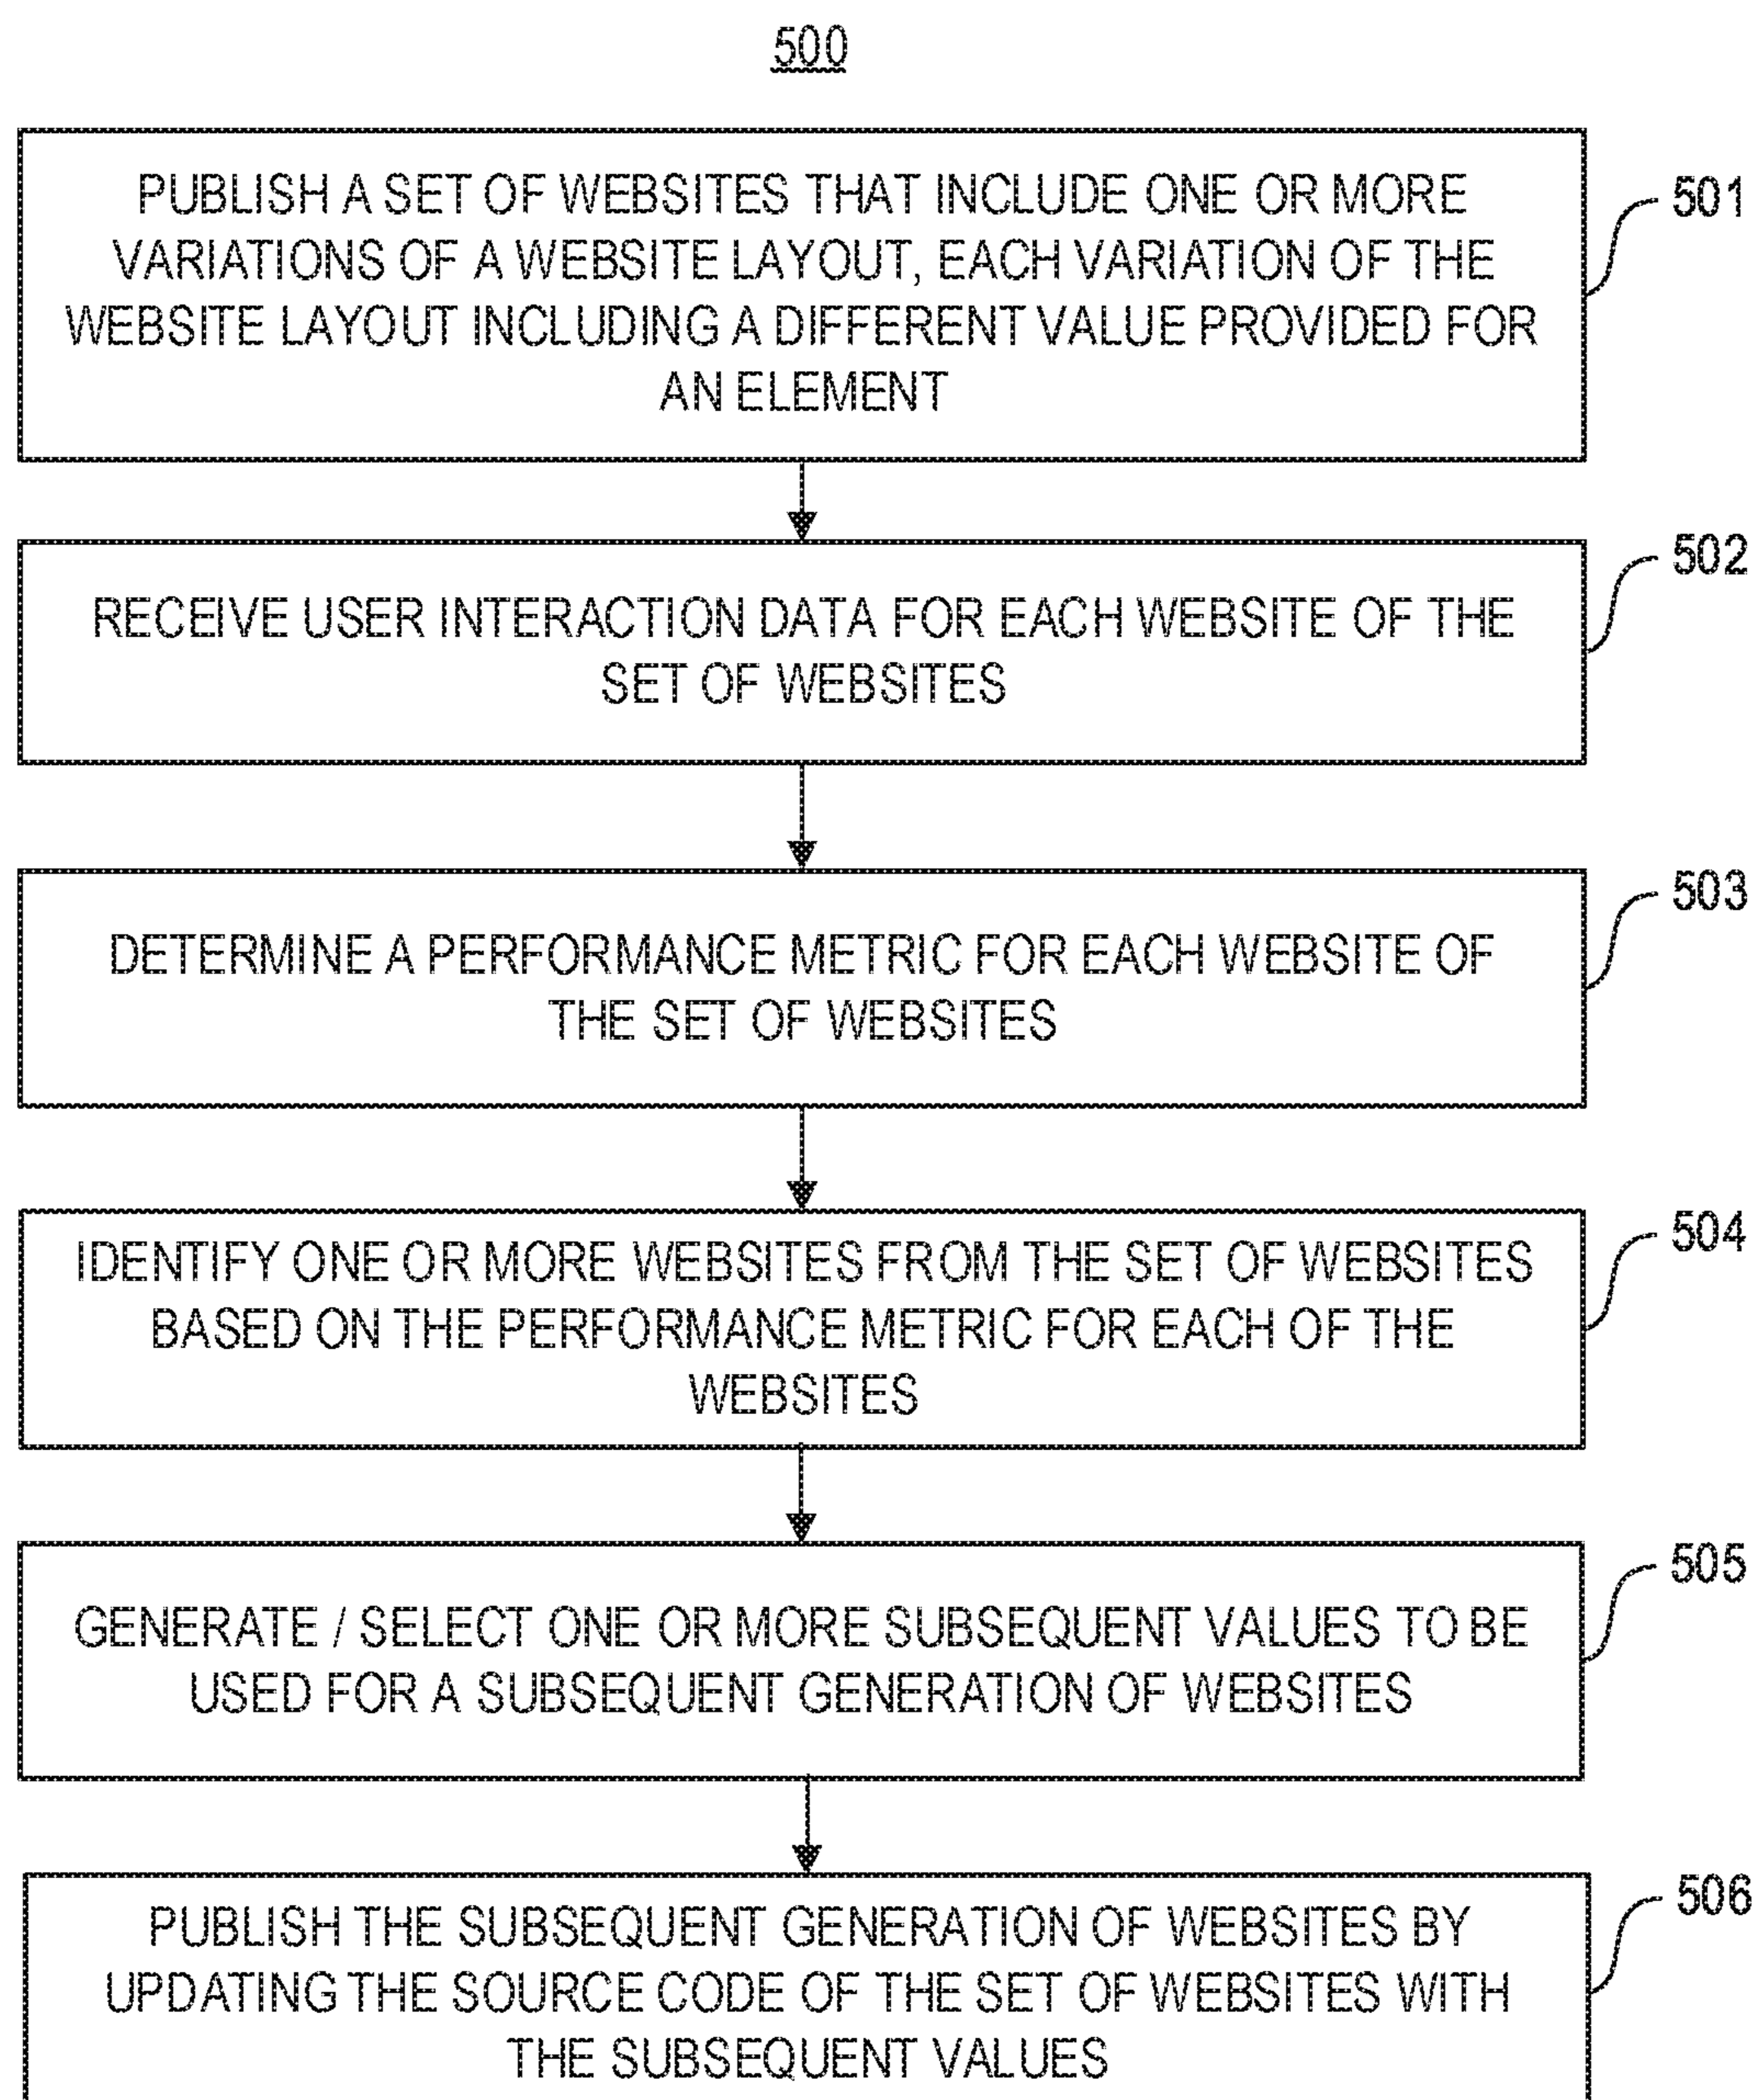 500
PUBLISH A SET OF WEBSITES THAT INCLUDE ONE OR MORE
VARIATIONS OF A WEBSITE LAYOUT, EACH VARIATION OF THE
WEBSITE LAYOUT INCLUDING A DIFFERENT VALUE PROVIDED FOR
AN ELEMENT
501
RECEIVE USER INTERACTION DATA FOR EACH WEBSITE OF THE
SET OF WEBSITES
502
DETERMINE A PERFORMANCE METRIC FOR EACH WEBSITE OF
THE SET OF WEBSITES
503
IDENTIFY ONE OR MORE WEBSITES FROM THE SET OF WEBSITES
BASED ON THE PERFORMANCE METRIC FOR EACH OF THE
WEBSITES
504
GENERATE / SELECT ONE OR MORE SUBSEQUENT VALUES TO BE
USED FOR A SUBSEQUENT GENERATION OF WEBSITES
505
PUBLISH THE SUBSEQUENT GENERATION OF WEBSITES BY
UPDATING THE SOURCE CODE OF THE SET OF WEBSITES WITH
THE SUBSEQUENT VALUES
506